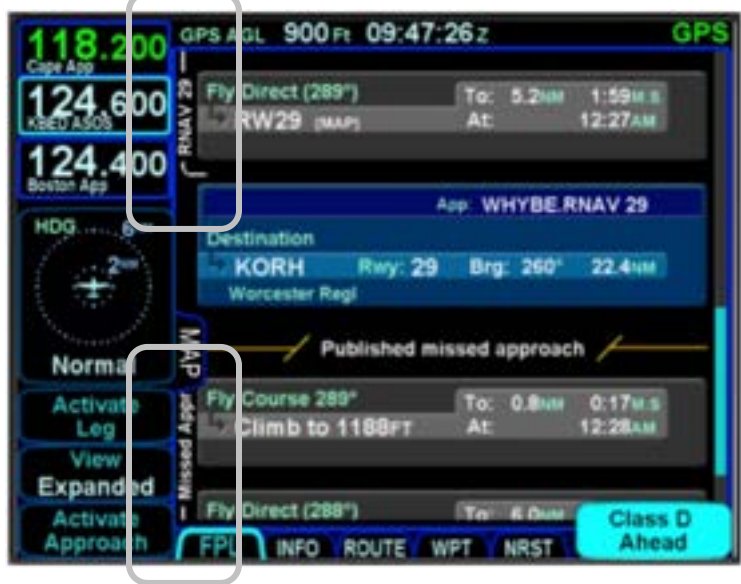 118.200
Cape App
124.600
KBED ASOS
124.400
Boston App
GPS AGL 900 Ft 09:47:26 Z GPS
RNAV 29
Fly Direct (289°) To: 5.2NM 1:59M:S
RW29 (MAP) At: 12:27AM
App: WHYBE.RNAV 29
Destination
KORH Rwy: 29 Brg: 260° 22.4NM
Worcester Regl
HDG
2NM
Normal
MAP
Published missed approach
Missed Appr
Fly Course 289° To: 0.8NM 0:17M:S
Climb to 1188FT At: 12:28AM
Fly Direct (288°) To: 6.0NM
Activate
Leg
View
Expanded
Activate
Approach
FPL INFO ROUTE WPT NRST
Class D
Ahead